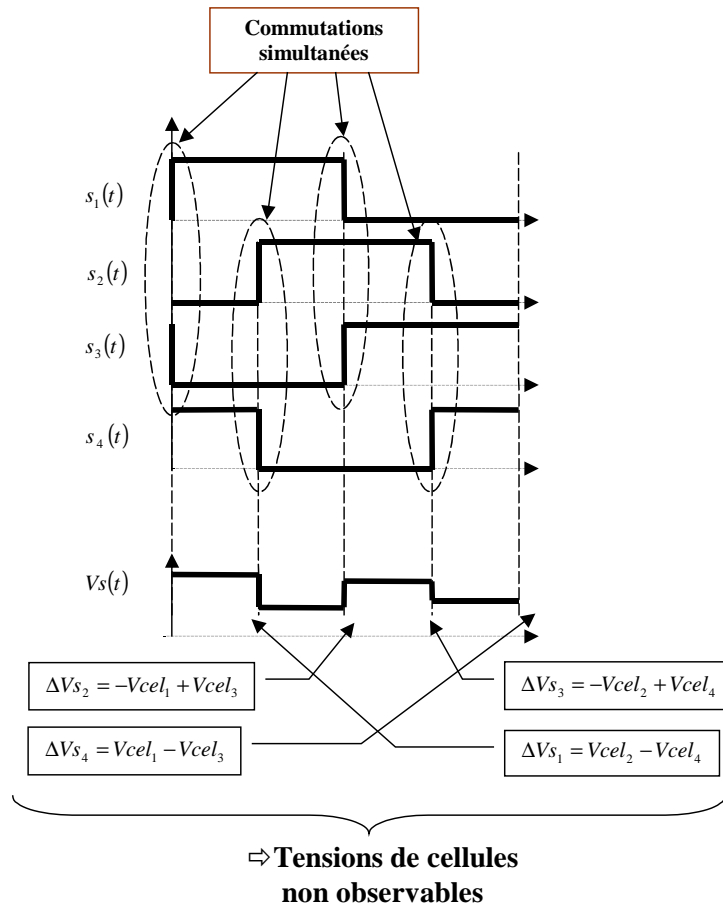 Commutations
simultanées
s₁(t)
s₂(t)
s₃(t)
s₄(t)
Vs(t)
ΔVs₂ = −Vcel₁ + Vcel₃
ΔVs₃ = −Vcel₂ + Vcel₄
ΔVs₄ = Vcel₁ − Vcel₃
ΔVs₁ = Vcel₂ − Vcel₄
⇨ Tensions de cellules
non observables